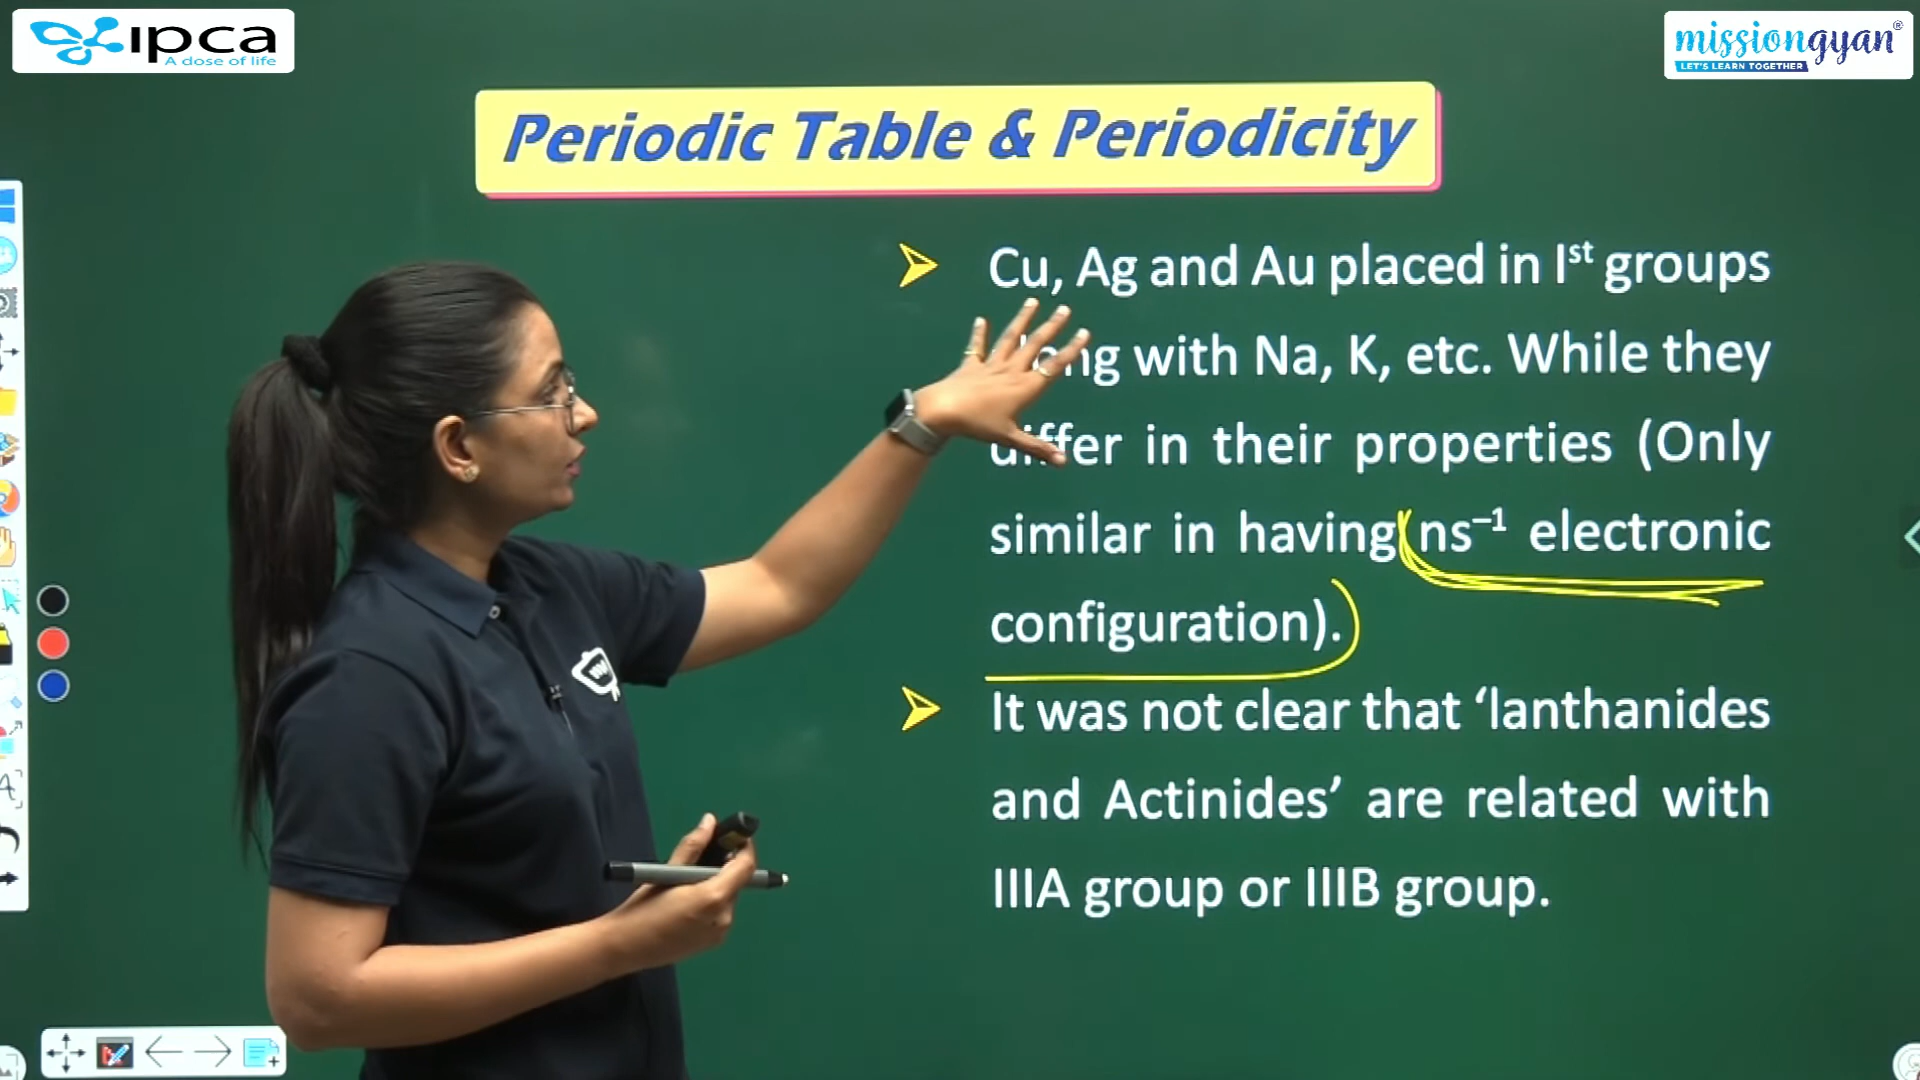 ipca
A dose of life
missiongyan®
LET'S LEARN TOGETHER
Periodic Table & Periodicity
Cu, Ag and Au placed in Iˢᵗ groups
with Na, K, etc. While they
differ in their properties (Only
similar in having ns⁻¹ electronic
configuration).
It was not clear that ‘lanthanides
and Actinides’ are related with
IIIA group or IIIB group.